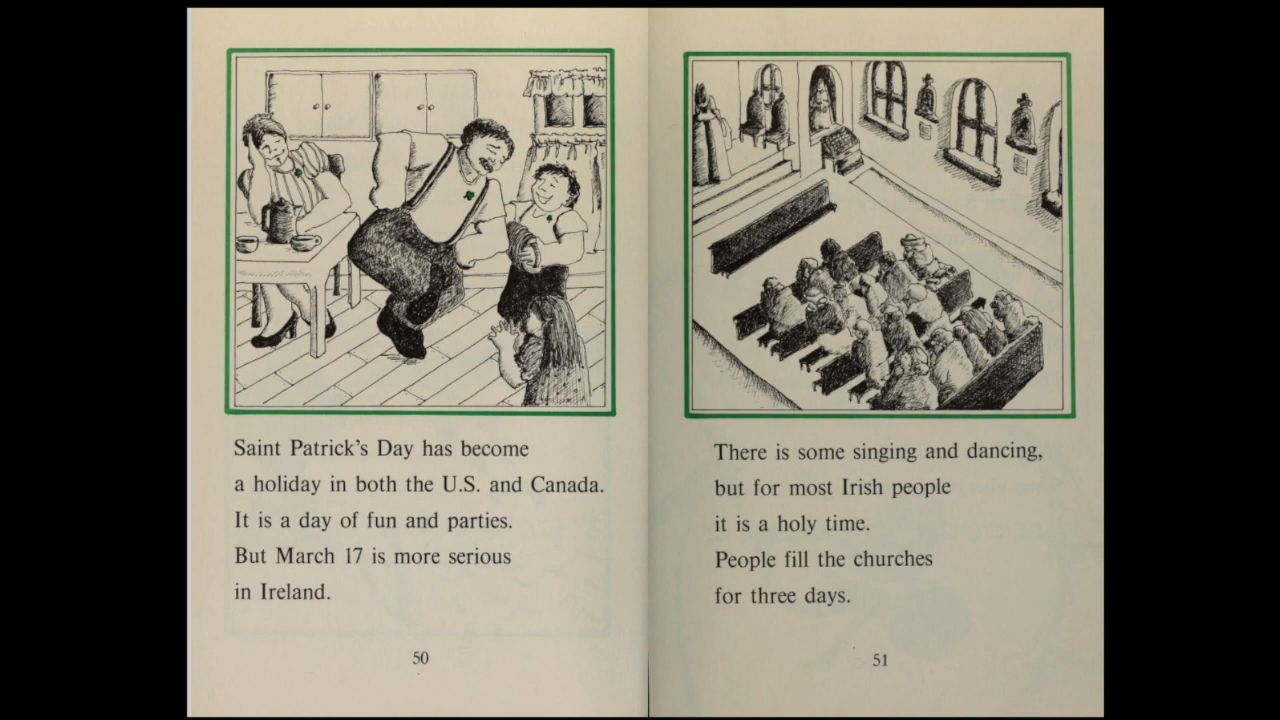 Saint Patrick's Day has become
a holiday in both the U.S. and Canada.
It is a day of fun and parties.
But March 17 is more serious
in Ireland.
50
There is some singing and dancing,
but for most Irish people
it is a holy time.
People fill the churches
for three days.
51